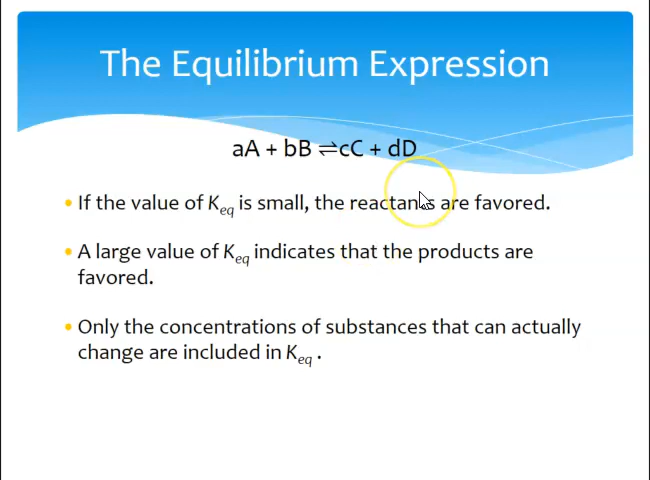 The Equilibrium Expression
aA + bB ⇌cC + dD
• If the value of Keq is small, the reactants are favored.
• A large value of Keq indicates that the products are
favored.
• Only the concentrations of substances that can actually
change are included in Keq .